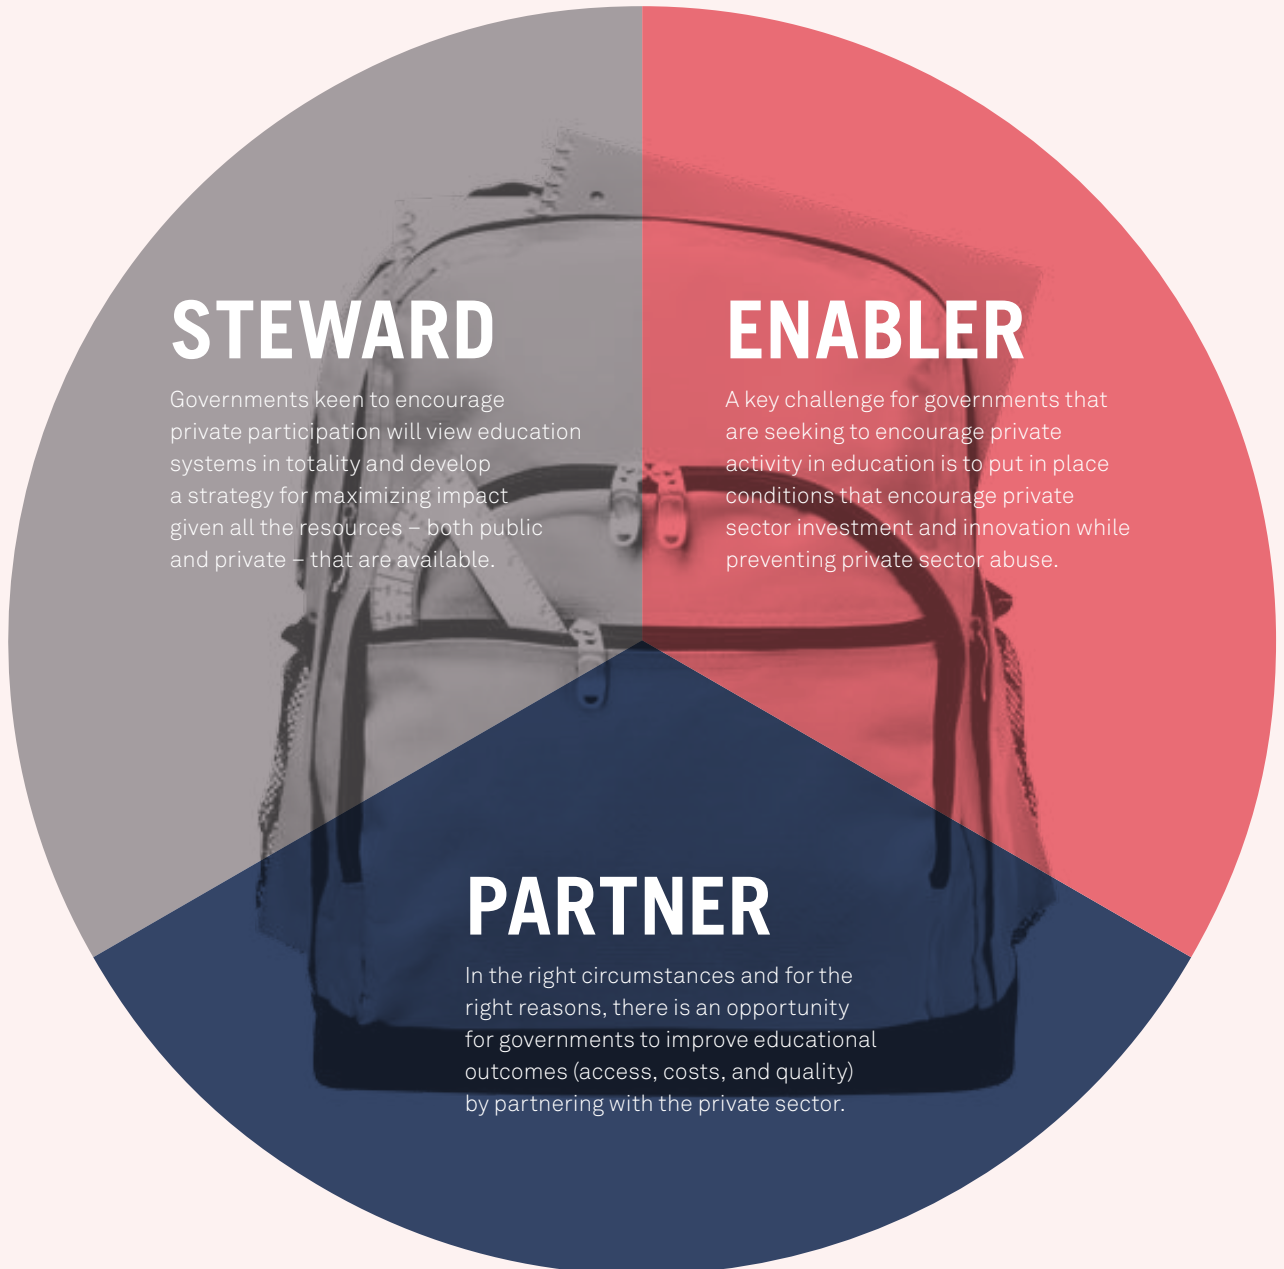 STEWARD
Governments keen to encourage
private participation will view education
systems in totality and develop
a strategy for maximizing impact
given all the resources – both public
and private – that are available.
ENABLER
A key challenge for governments that
are seeking to encourage private
activity in education is to put in place
conditions that encourage private
sector investment and innovation while
preventing private sector abuse.
PARTNER
In the right circumstances and for the
right reasons, there is an opportunity
for governments to improve educational
outcomes (access, costs, and quality)
by partnering with the private sector.